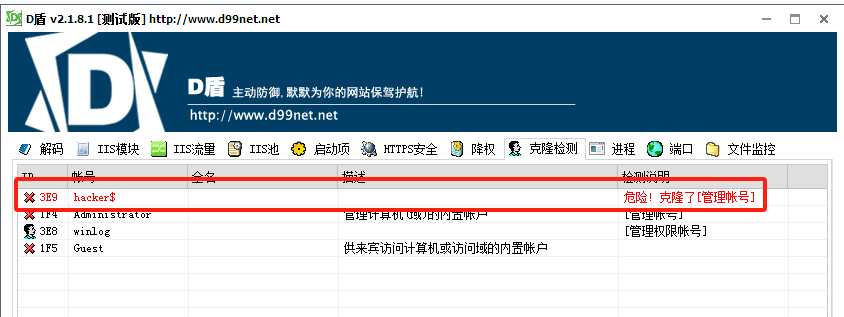 D盾 v2.1.8.1 [测试版] http://www.d99net.net
D盾 主动防御,默默为你的网站保驾护航!
http://www.d99net.net
解码 IIS模块 IIS流量 IIS池 启动项 HTTPS安全 降权 克隆检测 进程 端口 文件监控
ID 帐号 全名 描述 检测说明
3E9 hacker$ 危险! 克隆了[管理帐号]
1F4 Administrator 管理计算机(域)的内置帐户 [管理帐号]
3E8 winlog [管理权限帐号]
1F5 Guest 供来宾访问计算机或访问域的内置帐户